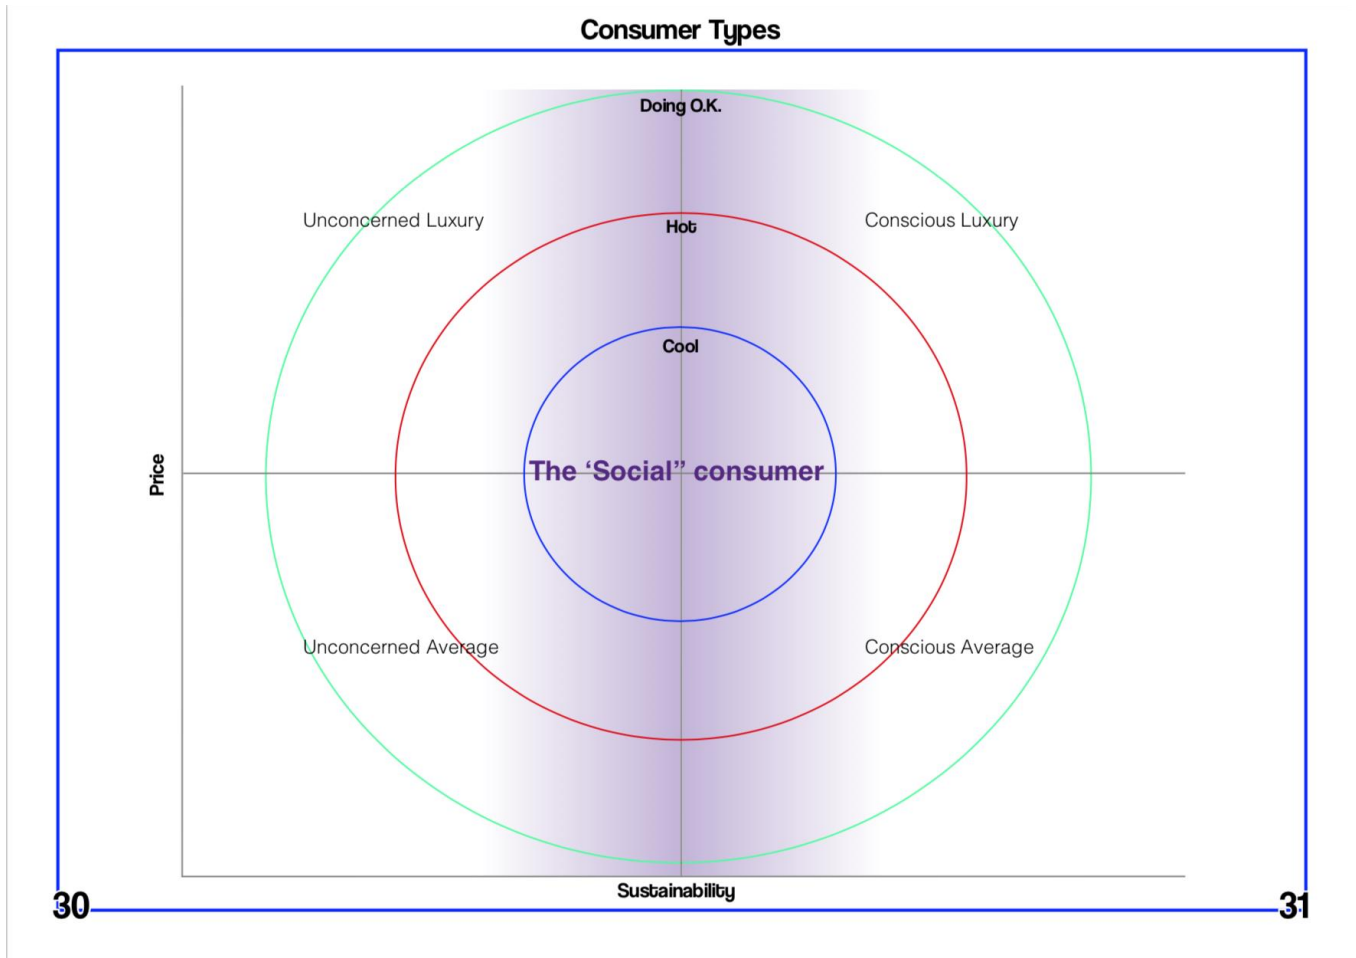 Consumer Types
Doing O.K.
Unconcerned Luxury
Conscious Luxury
Hot
Cool
Price
The ‘Social” consumer
Unconcerned Average
Conscious Average
Sustainability
30
31